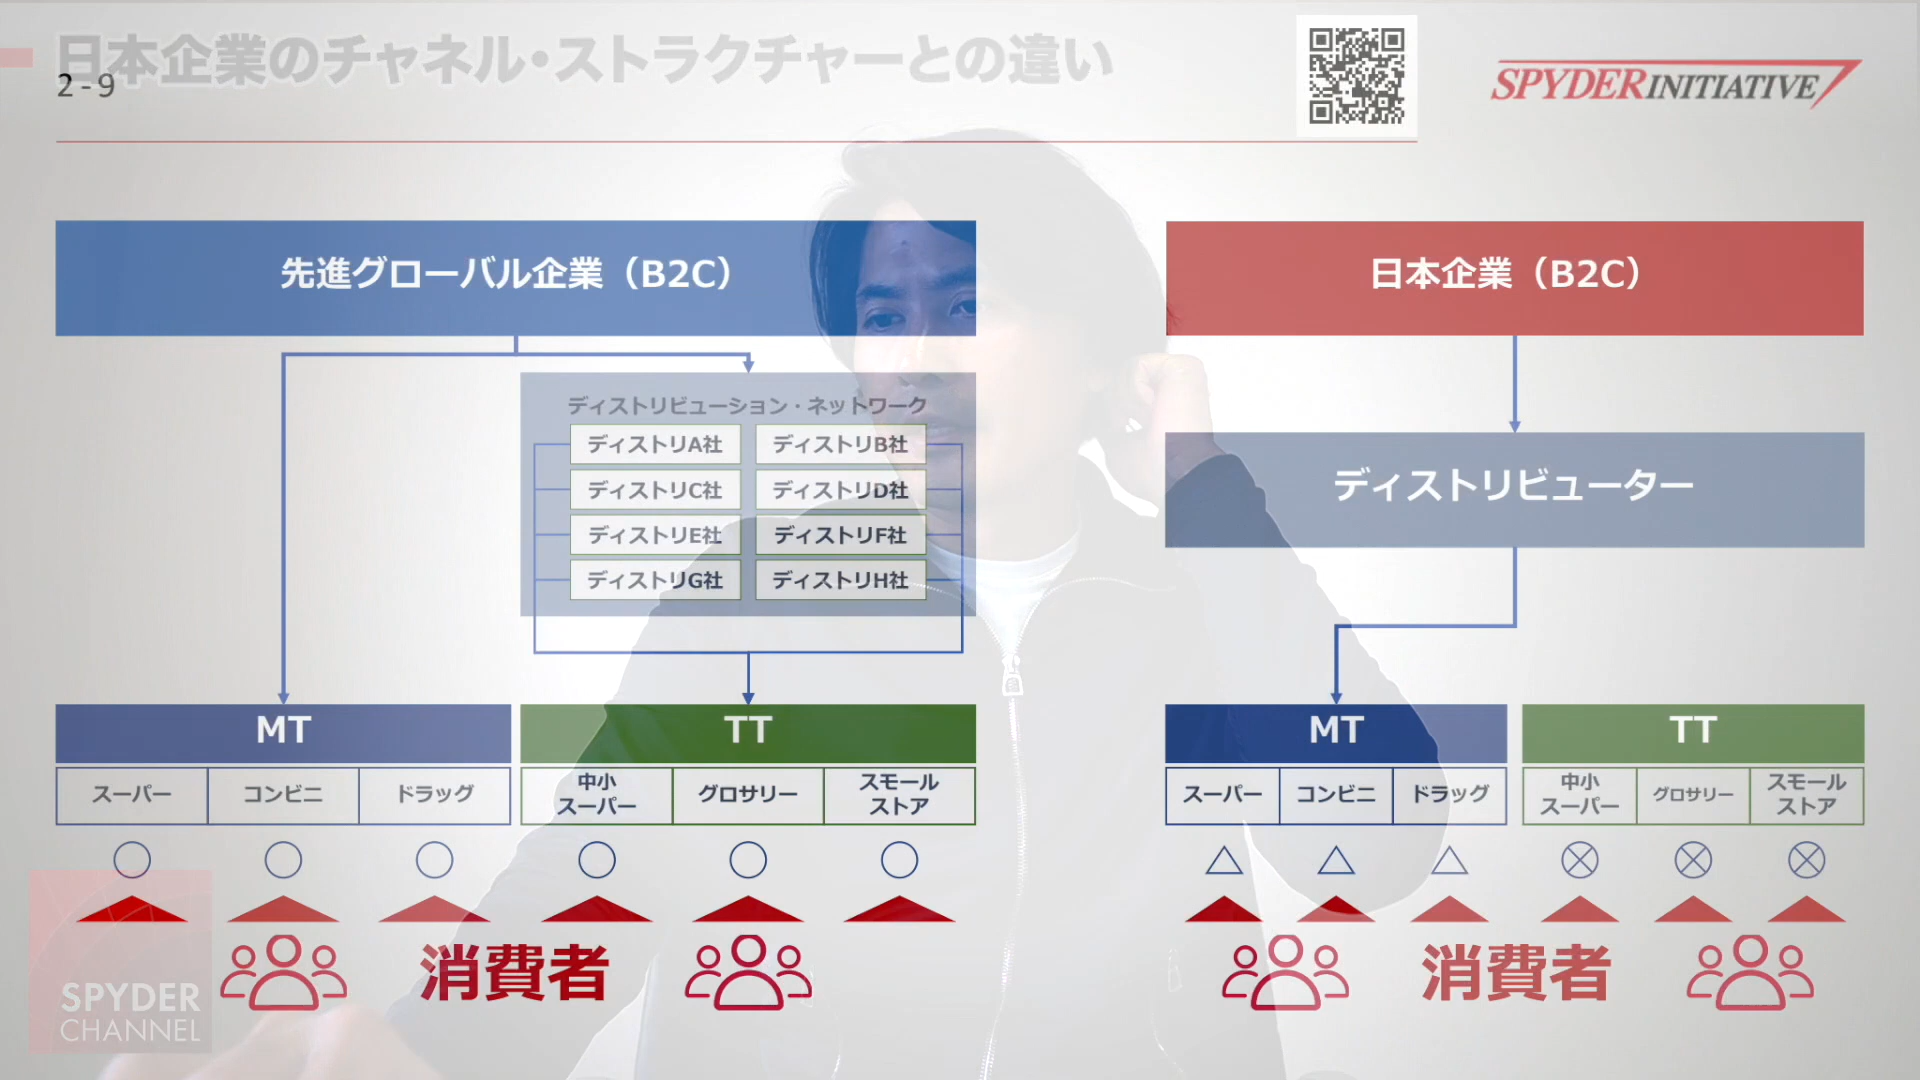 日本企業のチャネル・ストラクチャーとの違い
2-9
SPYDER INITIATIVE
先進グローバル企業（B2C）
ディストリビューション・ネットワーク
ディストリA社
ディストリB社
ディストリC社
ディストリD社
ディストリE社
ディストリF社
ディストリG社
ディストリH社
MT
TT
スーパー
コンビニ
ドラッグ
中小
スーパー
グロサリー
スモール
ストア
消費者
日本企業（B2C）
ディストリビューター
MT
TT
スーパー
コンビニ
ドラッグ
中小
スーパー
グロサリー
スモール
ストア
消費者
SPYDER
CHANNEL